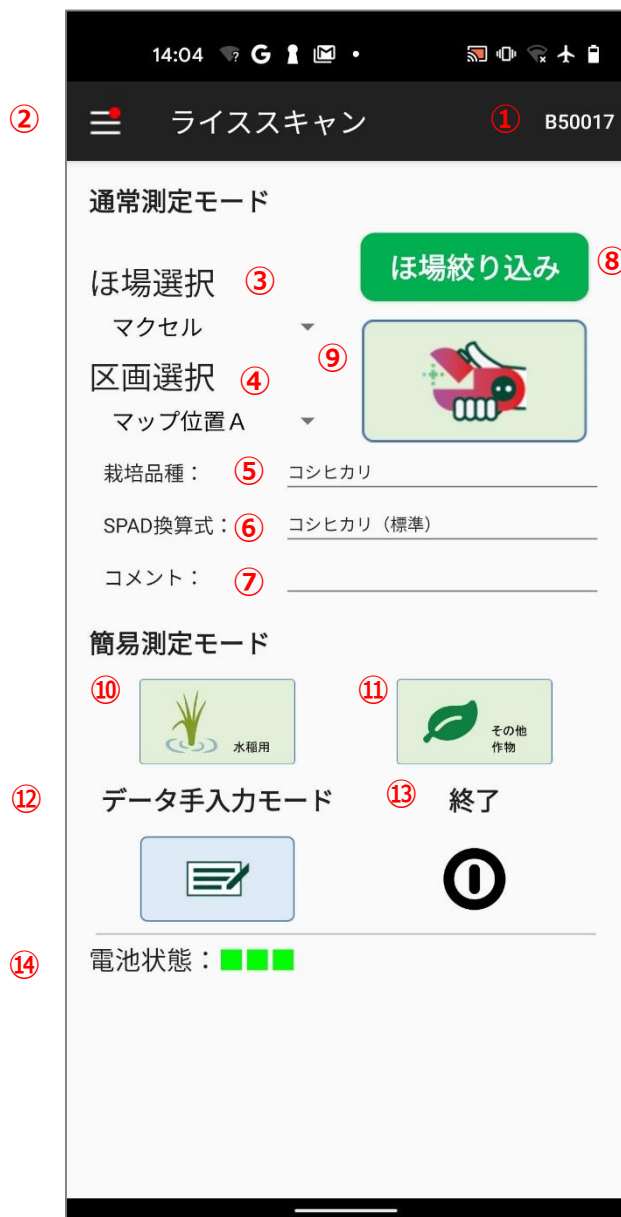 14:04
② ライススキャン ① B50017
通常測定モード
ほ場選択 ③ ほ場絞り込み ⑧
マクセル
⑨
区画選択 ④
マップ位置A
栽培品種： ⑤ コシヒカリ
SPAD換算式： ⑥ コシヒカリ（標準）
コメント： ⑦
簡易測定モード
⑩ 水稲用 ⑪ その他
作物
⑫ データ手入力モード ⑬ 終了
⑭ 電池状態：